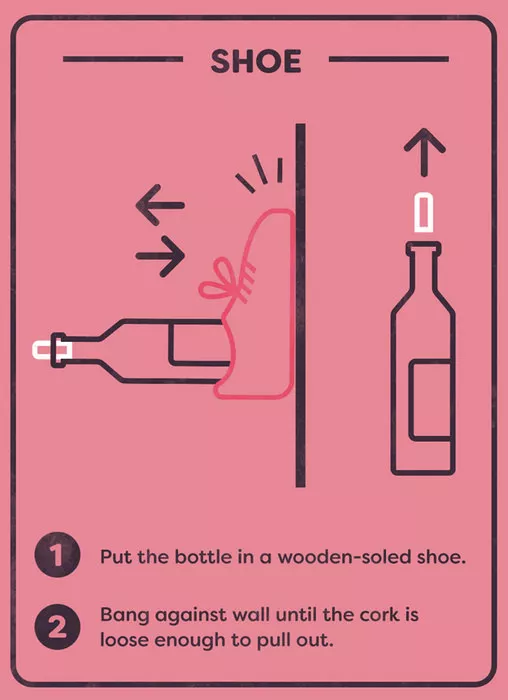 SHOE
1 Put the bottle in a wooden-soled shoe.
2 Bang against wall until the cork is
loose enough to pull out.